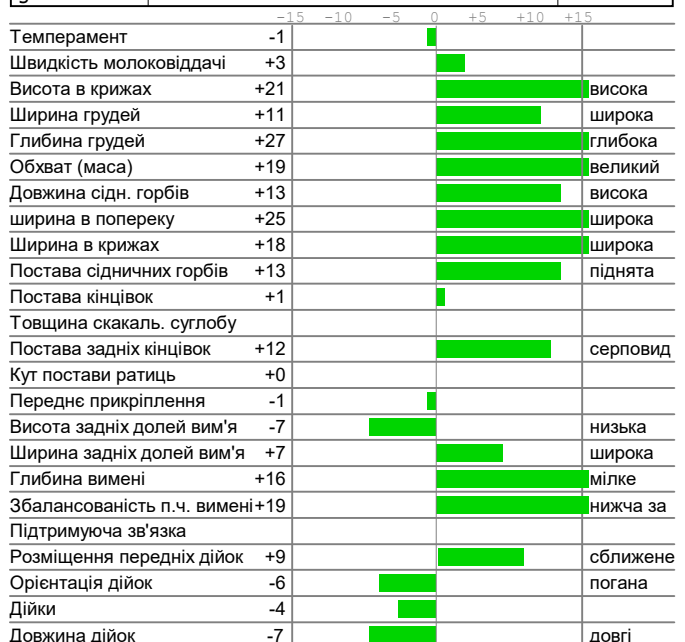 -15 -10 -5 0 +5 +10 +15
Темперамент -1
Швидкість молоковіддачі +3
Висота в крижах +21 висока
Ширина грудей +11 широка
Глибина грудей +27 глибока
Обхват (маса) +19 великий
Довжина сідн. горбів +13 висока
ширина в попереку +25 широка
Ширина в крижах +18 широка
Постава сідничних горбів +13 піднята
Постава кінцівок +1
Товщина скакаль. суглобу
Постава задніх кінцівок +12 серповид
Кут постави ратиць +0
Переднє прикріплення -1
Висота задніх долей вим'я -7 низька
Ширина задніх долей вим'я +7 широка
Глибина вимені +16 мілке
Збалансованість п.ч. вимені+19 нижча за
Підтримуюча зв'язка
Розміщення передніх дійок +9 сближене
Орієнтація дійок -6 погана
Дійки -4
Довжина дійок -7 довгі